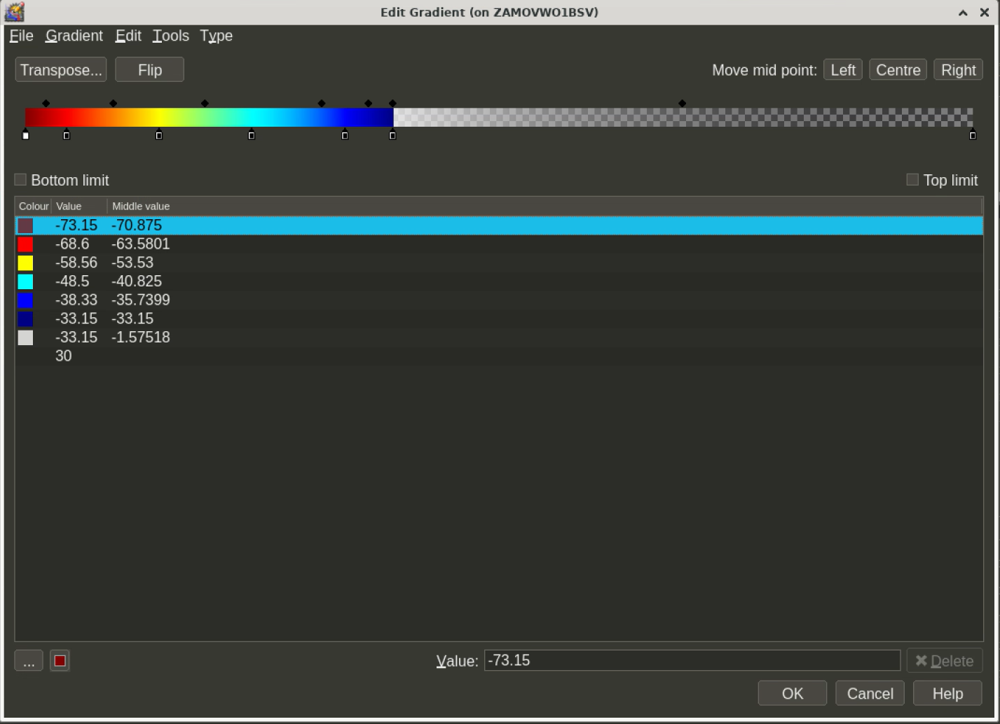 Edit Gradient (on ZAMOVWO1BSV)
File Gradient Edit Tools Type
Transpose... Flip Move mid point: Left Centre Right
Bottom limit Top limit
Colour Value Middle value
-73.15 -70.875
-68.6 -63.5801
-58.56 -53.53
-48.5 -40.825
-38.33 -35.7399
-33.15 -33.15
-33.15 -1.57518
30
... Value: -73.15 Delete
OK Cancel Help